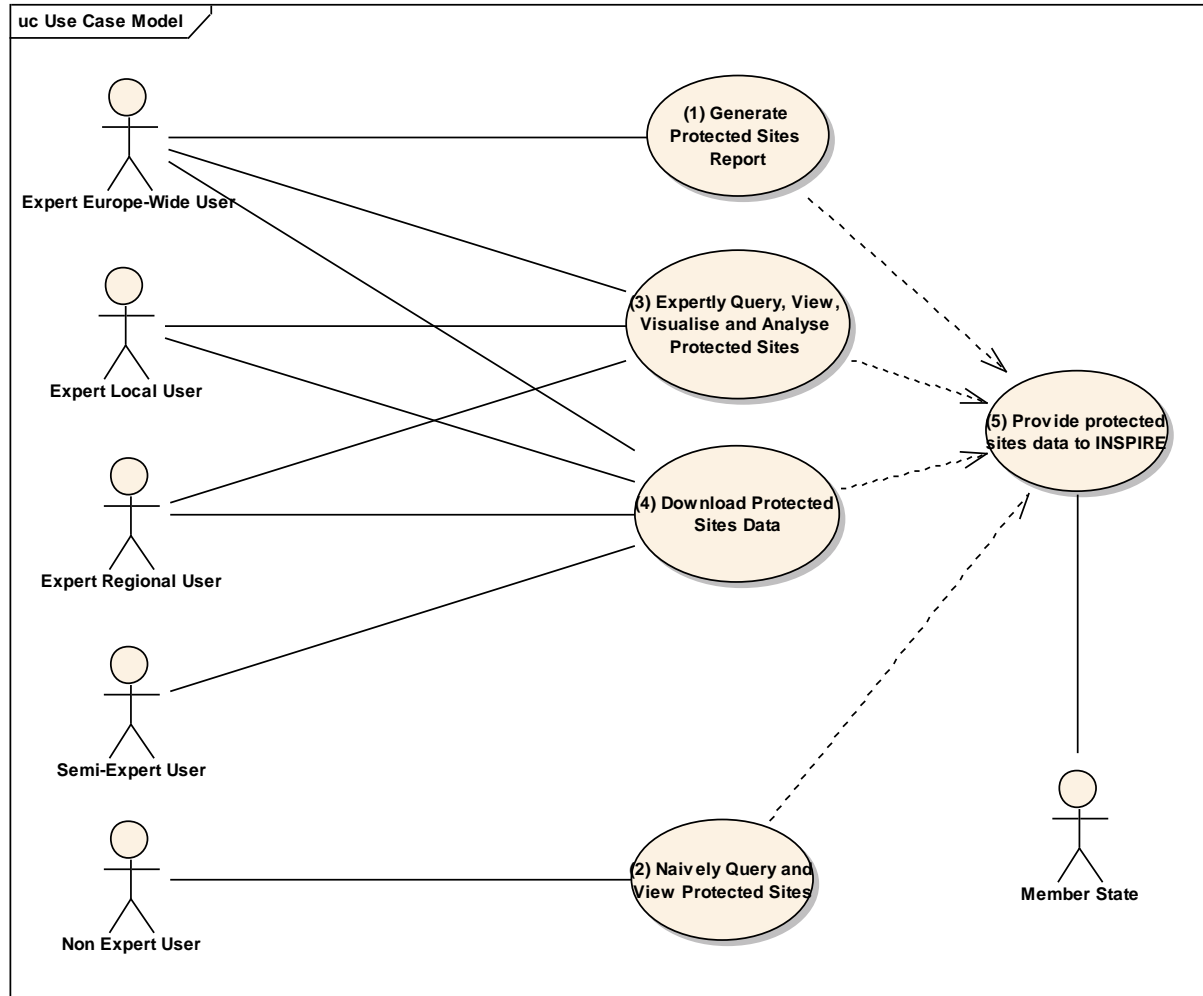 uc Use Case Model
Expert Europe-Wide User
(1) Generate
Protected Sites
Report
Expert Local User
(3) Expertly Query, View,
Visualise and Analyse
Protected Sites
(5) Provide protected
sites data to INSPIRE
Expert Regional User
(4) Download Protected
Sites Data
Semi-Expert User
Non Expert User
(2) Naively Query and
View Protected Sites
Member State